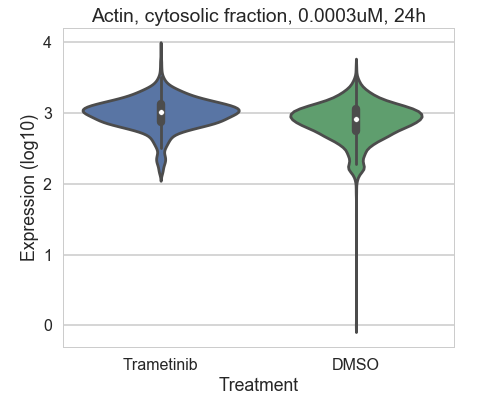 Actin, cytosolic fraction, 0.0003uM, 24h
4
3
2
1
0
Expression (log10)
Trametinib
DMSO
Treatment